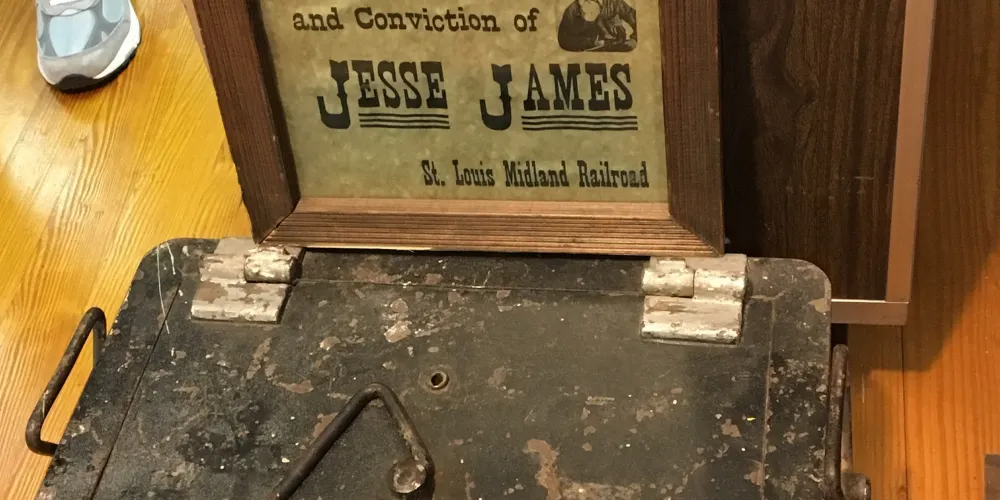 and Conviction of
JESSE JAMES
St. Louis Midland Railroad